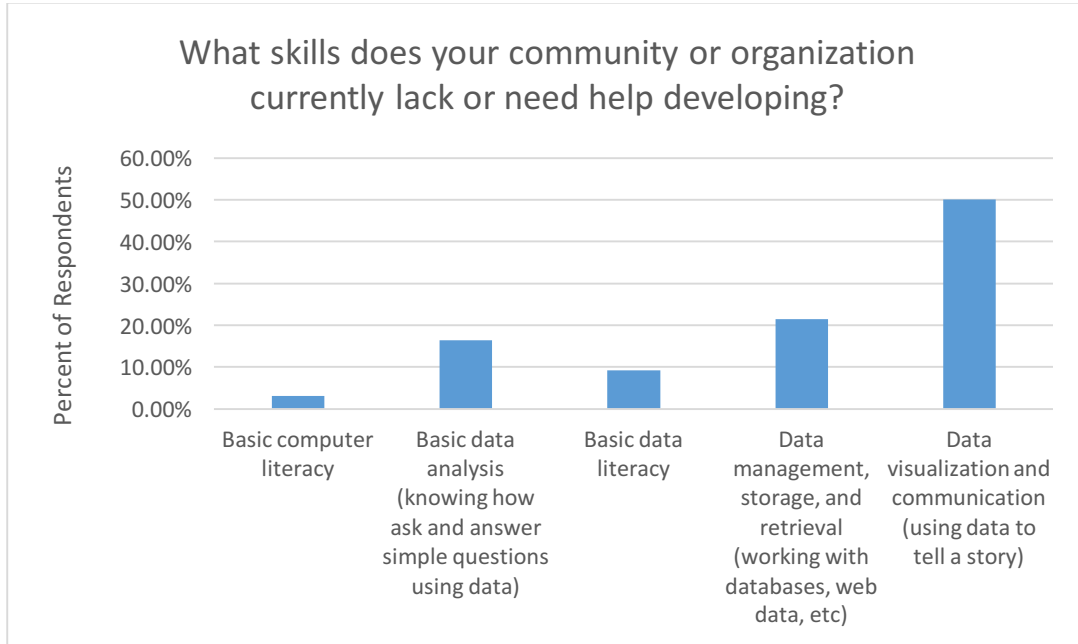 What skills does your community or organization
currently lack or need help developing?
Percent of Respondents
60.00%
50.00%
40.00%
30.00%
20.00%
10.00%
0.00%
Basic computer
literacy
Basic data
analysis
(knowing how
ask and answer
simple questions
using data)
Basic data
literacy
Data
management,
storage, and
retrieval
(working with
databases, web
data, etc)
Data
visualization and
communication
(using data to
tell a story)